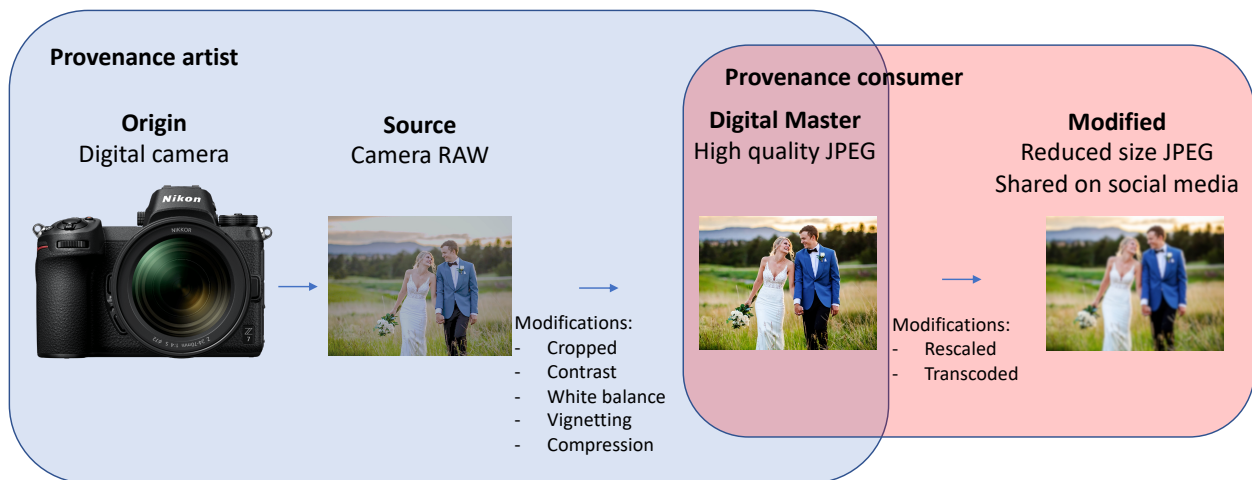 Provenance artist
Provenance consumer
Origin
Digital camera
Source
Camera RAW
Digital Master
High quality JPEG
Modified
Reduced size JPEG
Shared on social media
Nikon
NIKKOR
Z
7
Modifications:
- Cropped
- Contrast
- White balance
- Vignetting
- Compression
Modifications:
- Rescaled
- Transcoded